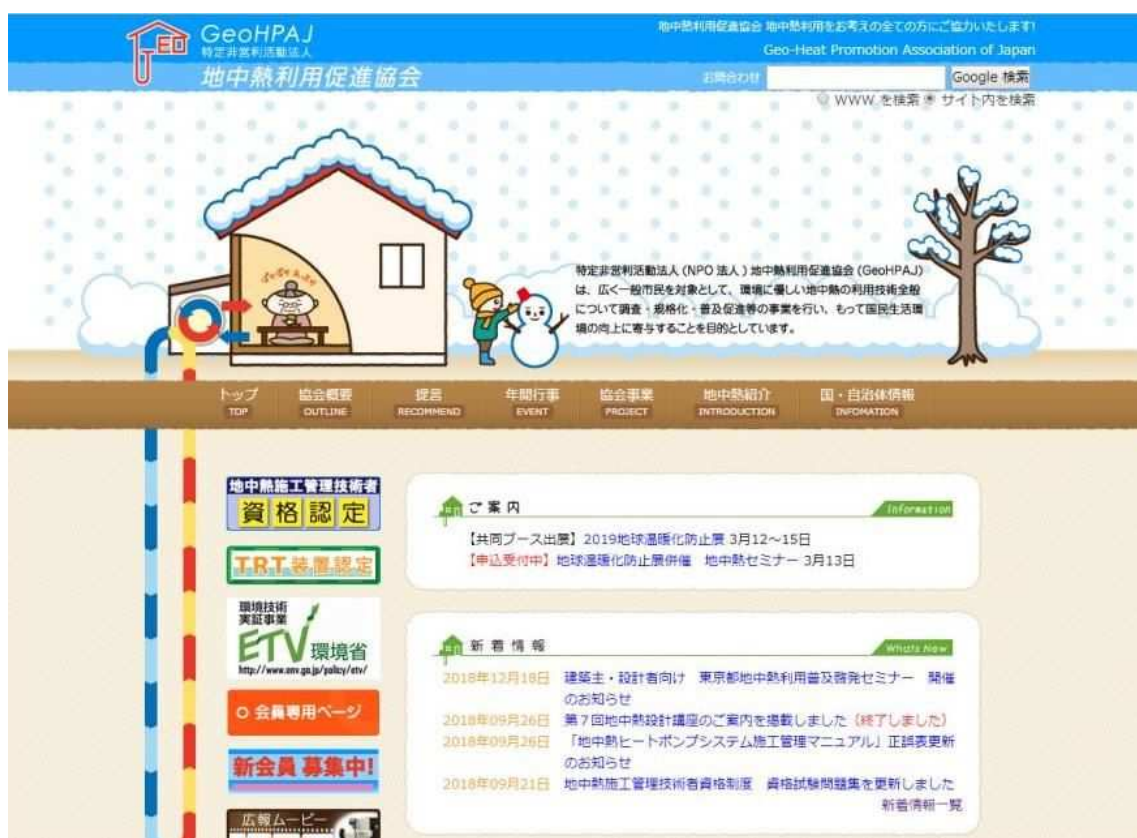 GEO
GeoHPAJ
特定非営利活動法人
地中熱利用促進協会
地中熱利用促進協会 地中熱利用をお考えの全ての方にご協力いたします!
Geo-Heat Promotion Association of Japan
お問合わせ
Google 検索
WWW を検索 サイト内を検索
特定非営利活動法人(NPO 法人)地中熱利用促進協会(GeoHPAJ)
は、広く一般市民を対象として、環境に優しい地中熱の利用技術全般
について調査・規格化・普及促進等の事業を行い、もって国民生活環
境の向上に寄与することを目的としています。
トップ 協会概要 提言 年間行事 協会事業 地中熱紹介 国・自治体情報
TOP OUTLINE RECOMMEND EVENT PROJECT INTRODUCTION INFOMATION
地中熱施工管理技術者
資格認定
TRT装置認定
環境技術
実証事業
ETV 環境省
http://www.env.go.jp/policy/etv/
会員専用ページ
新会員 募集中!
広報ムービー
ご案内
Information
【共同ブース出展】2019地球温暖化防止展 3月12~15日
【申込受付中】地球温暖化防止展併催 地中熱セミナー 3月13日
新着情報
Whats New
2018年12月18日 建築主・設計者向け 東京都地中熱利用普及啓発セミナー 開催
のお知らせ
2018年09月26日 第7回地中熱設計講座のご案内を掲載しました(終了しました)
2018年09月26日 「地中熱ヒートポンプシステム施工管理マニュアル」正誤表更新
のお知らせ
2018年09月21日 地中熱施工管理技術者資格制度 資格試験問題集を更新しました
新着情報一覧